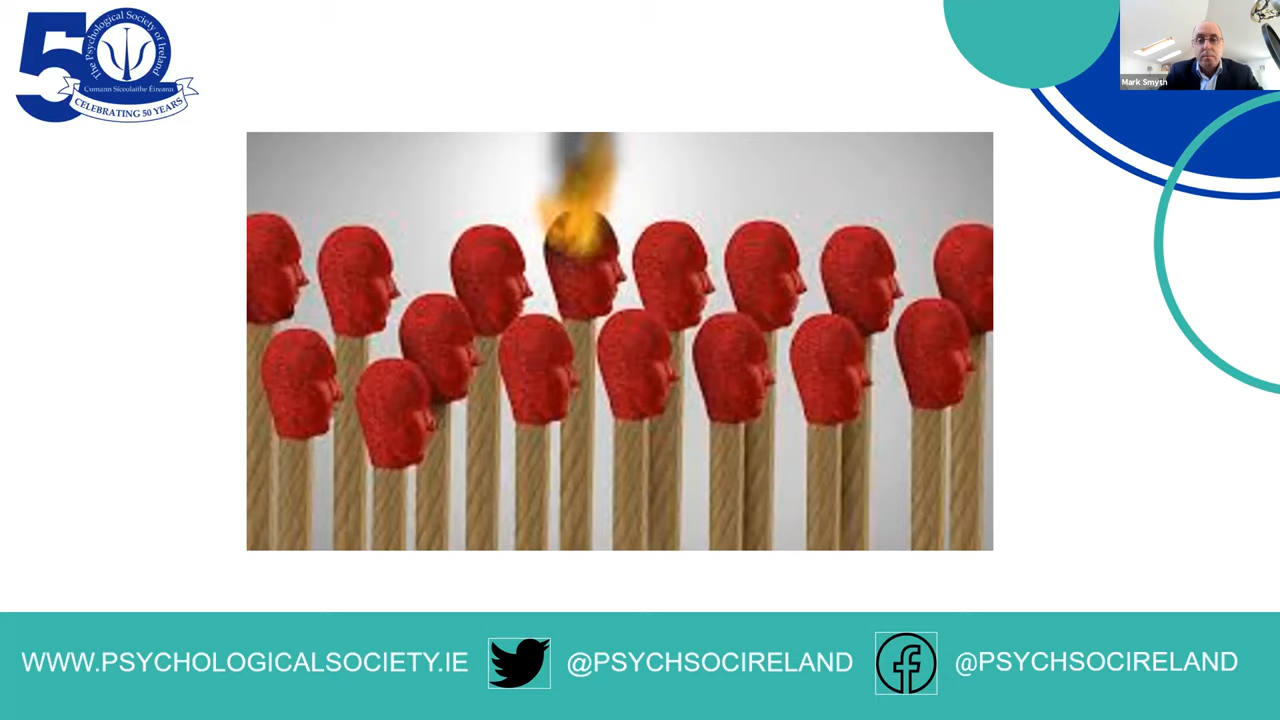 50
The Psychological Society of Ireland
Cumann Síceolaithe Éireann
CELEBRATING 50 YEARS
Mark Smyth
WWW.PSYCHOLOGICALSOCIETY.IE
@PSYCHSOCIRELAND
@PSYCHSOCIRELAND